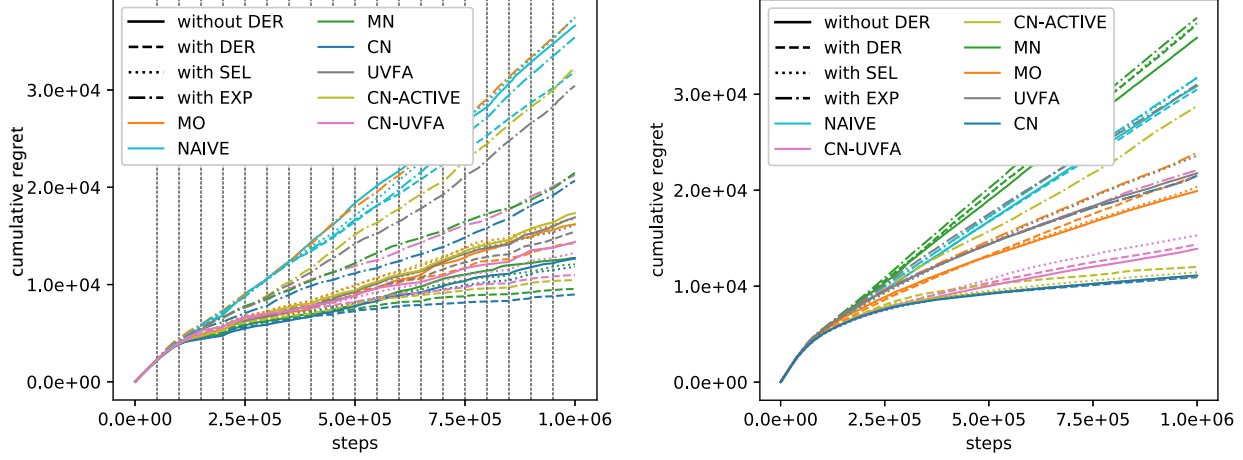 without DER
with DER
with SEL
with EXP
MO
NAIVE
MN
CN
UVFA
CN-ACTIVE
CN-UVFA
3.0e+04
2.0e+04
1.0e+04
0.0e+00
cumulative regret
0.0e+00
2.5e+05
5.0e+05
7.5e+05
1.0e+06
steps
without DER
with DER
with SEL
with EXP
NAIVE
CN-UVFA
CN-ACTIVE
MN
MO
UVFA
CN
3.0e+04
2.0e+04
1.0e+04
0.0e+00
cumulative regret
0.0e+00
2.5e+05
5.0e+05
7.5e+05
1.0e+06
steps